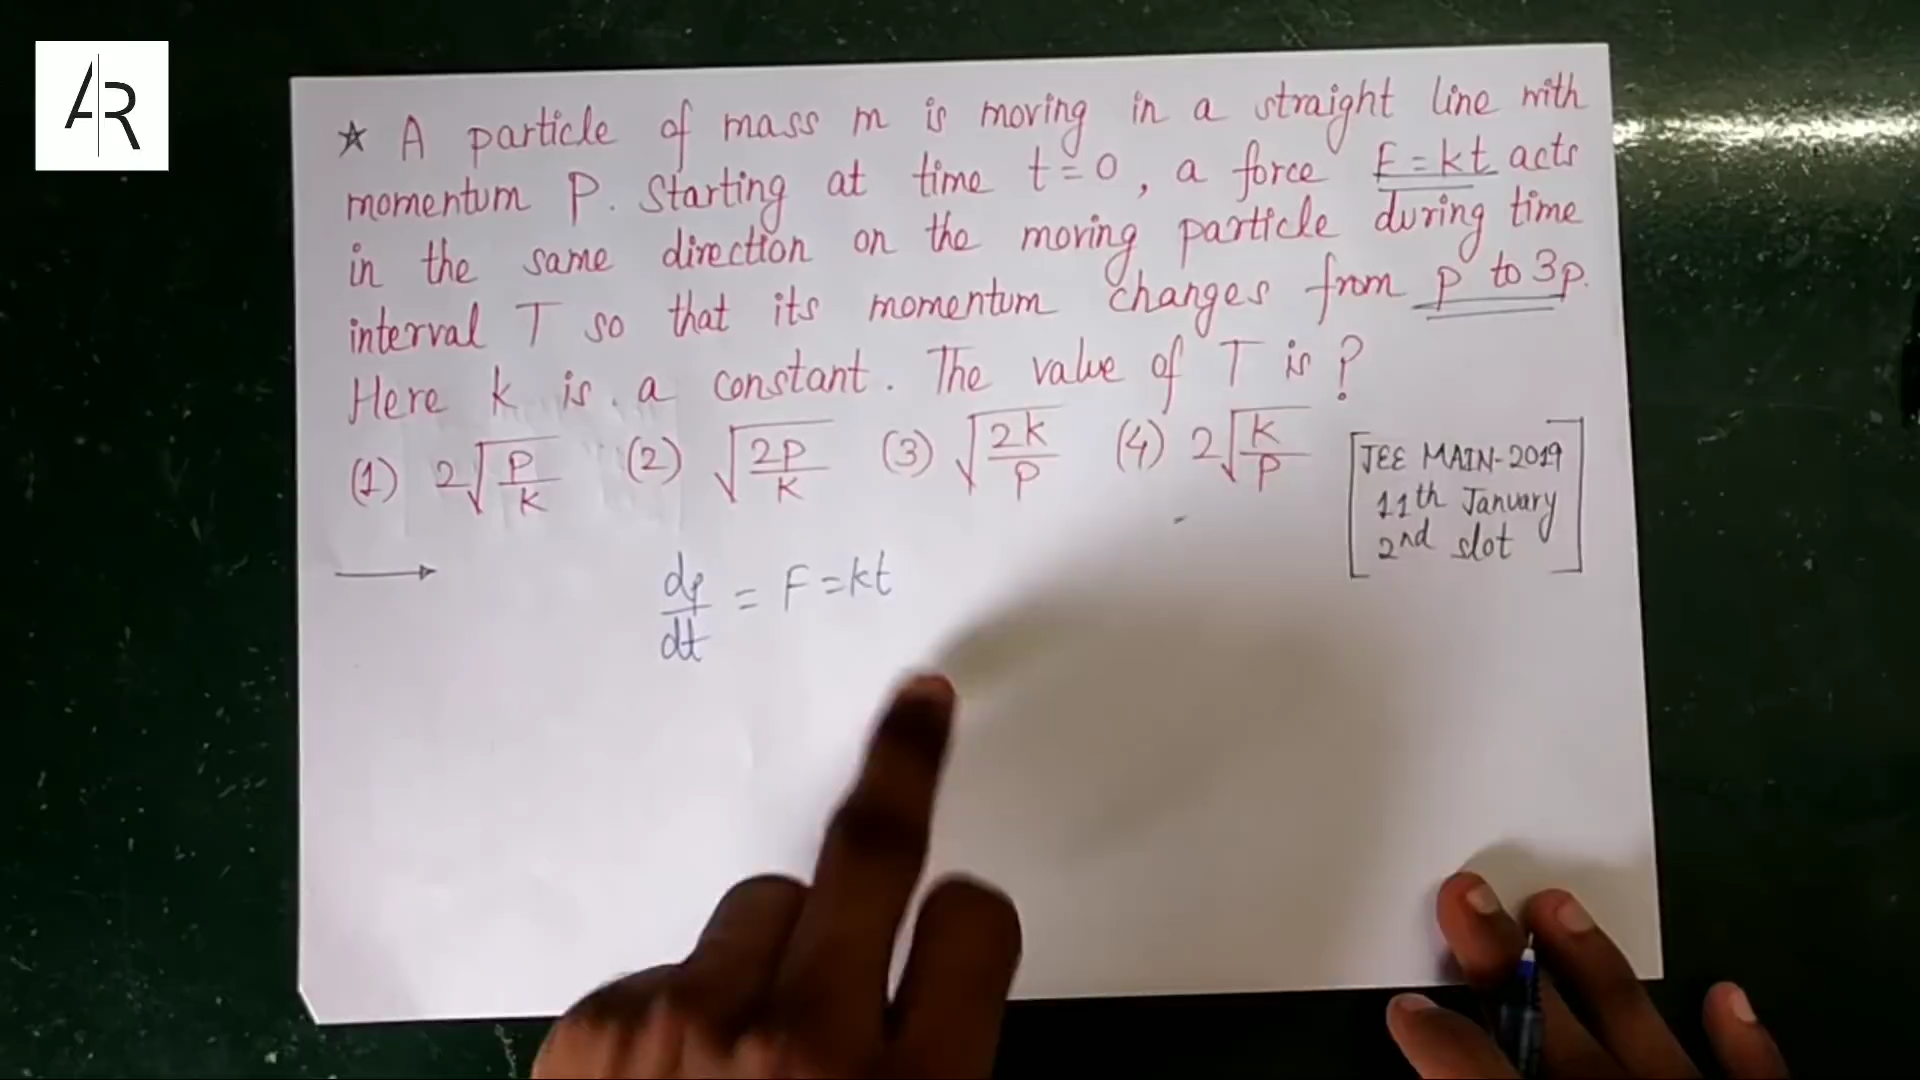 AR
☆ A particle of mass m is moving in a straight line with
momentum P. Starting at time t=0, a force F=kt acts
in the same direction on the moving particle during time
interval T so that its momentum changes from p to 3p.
Here k is a constant. The value of T is?
(1) 2√(P/K) (2) √(2P/K) (3) √(2K/P) (4) 2√(K/P)
[JEE MAIN-2019
11th January
2nd slot]
→ dp/dt = F=kt